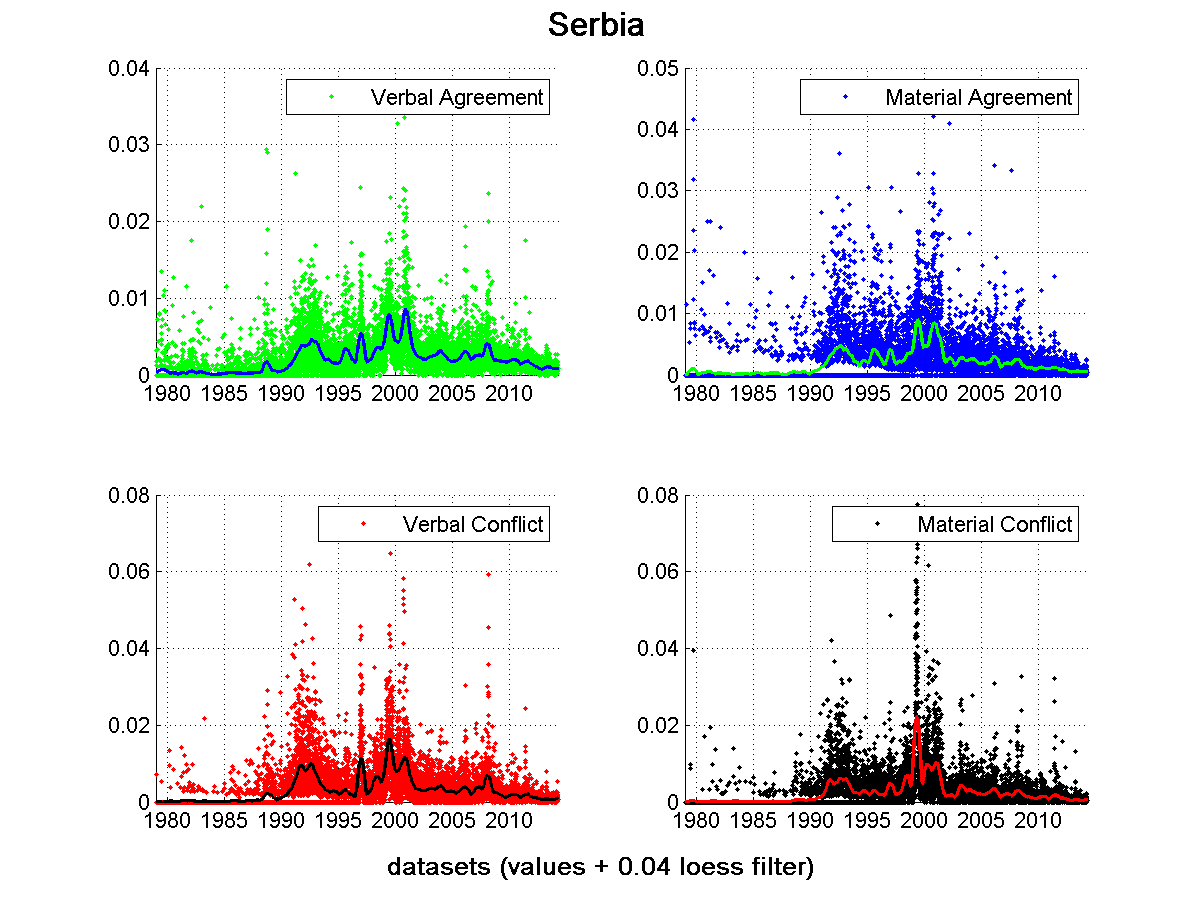 Serbia
0.04
0.03
0.02
0.01
0
1980 1985 1990 1995 2000 2005 2010
Verbal Agreement
0.05
0.04
0.03
0.02
0.01
0
1980 1985 1990 1995 2000 2005 2010
Material Agreement
0.08
0.06
0.04
0.02
0
1980 1985 1990 1995 2000 2005 2010
Verbal Conflict
0.08
0.06
0.04
0.02
0
1980 1985 1990 1995 2000 2005 2010
Material Conflict
datasets (values + 0.04 loess filter)